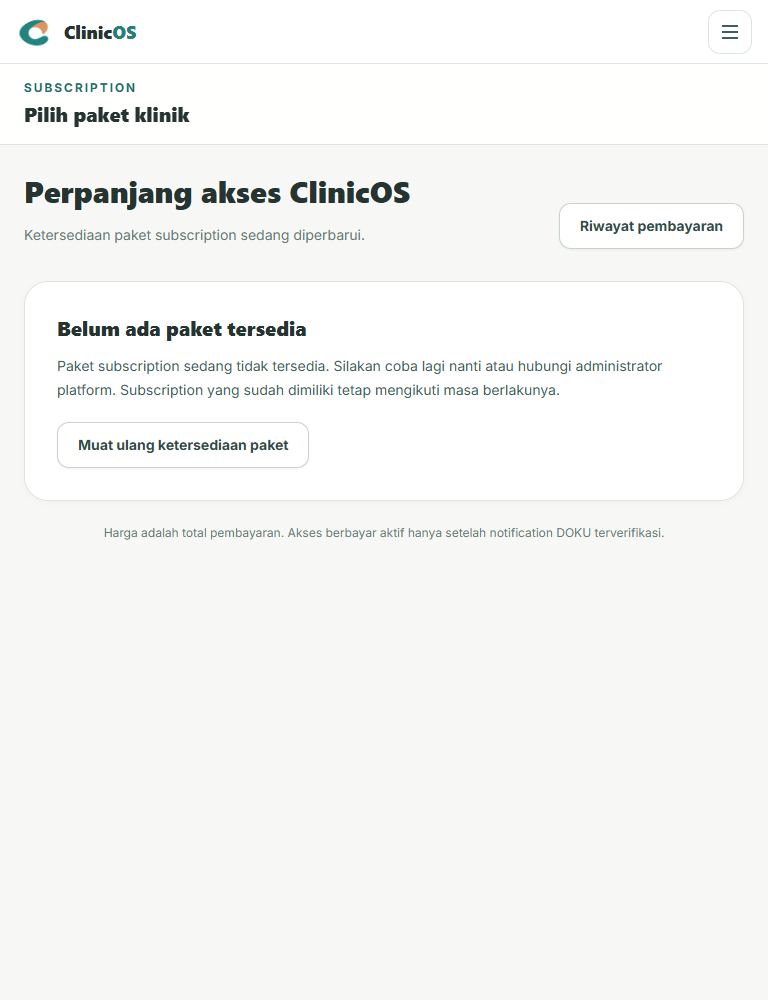 ClinicOS
SUBSCRIPTION
Pilih paket klinik
Perpanjang akses ClinicOS
Ketersediaan paket subscription sedang diperbarui.
Riwayat pembayaran
Belum ada paket tersedia
Paket subscription sedang tidak tersedia. Silakan coba lagi nanti atau hubungi administrator
platform. Subscription yang sudah dimiliki tetap mengikuti masa berlakunya.
Muat ulang ketersediaan paket
Harga adalah total pembayaran. Akses berbayar aktif hanya setelah notification DOKU terverifikasi.